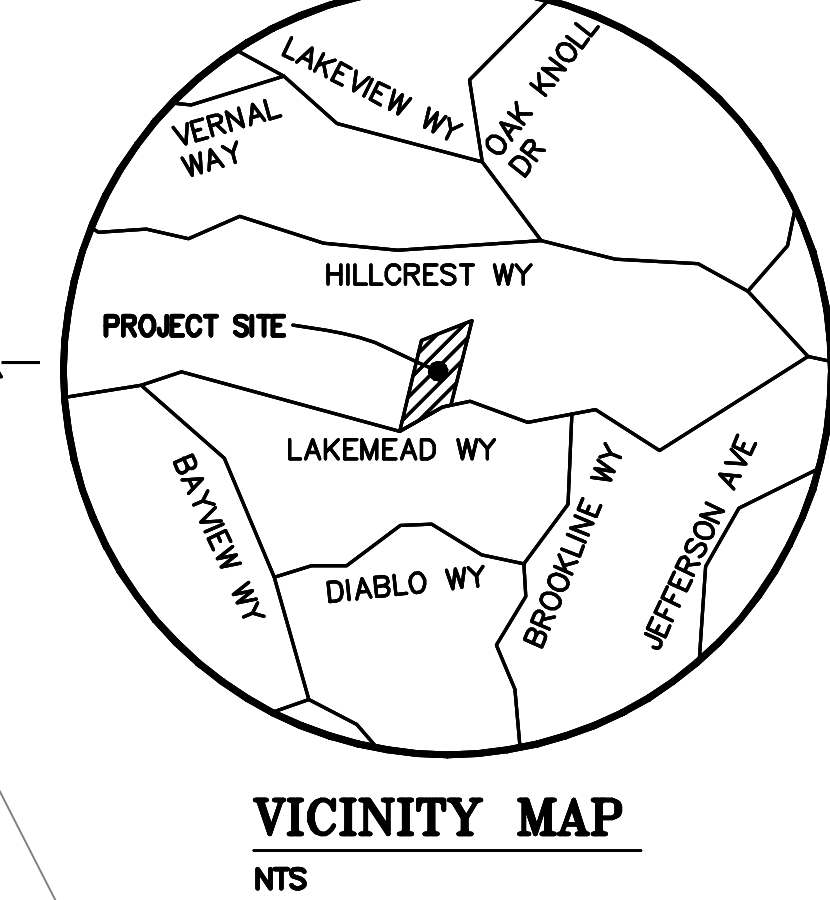 LAKEVIEW WY
OAK KNOLL
DR
VERNAL
WAY
HILLCREST WY
PROJECT SITE
LAKEMEAD WY
BAYVIEW WY
DIABLO WY
BROOKLINE WY
JEFFERSON AVE
VICINITY MAP
NTS